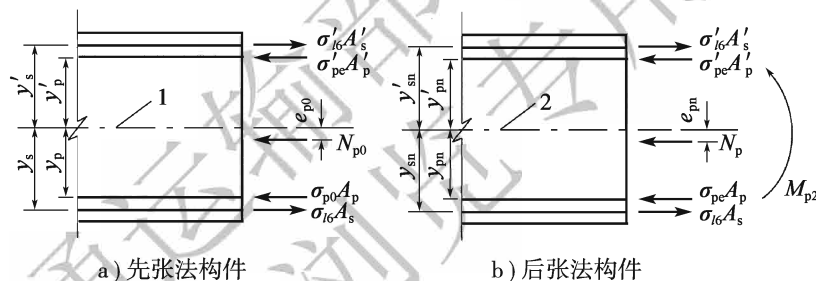 σ′l6A′s
σ′peA′p
y′s
y′p
1
ep0
Np0
ys
yp
σp0Ap
σl6As
a)先张法构件
σ′l6A′s
σ′peA′p
y′sn
y′pn
2
epn
Np
ysn
ypn
σpeAp
σl6As
Mp2
b)后张法构件